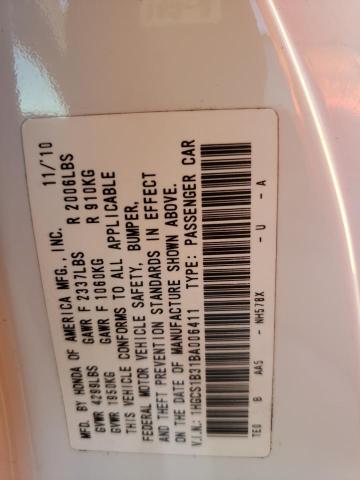 MFD. BY HONDA OF AMERICA MFG., INC. 11/'10
GVWR 4299LBS GAWR F 2337LBS R 2006LBS
GVWR 1950KG GAWR F 1060KG R 910KG
THIS VEHICLE CONFORMS TO ALL APPLICABLE
FEDERAL MOTOR VEHICLE SAFETY, BUMPER,
AND THEFT PREVENTION STANDARDS IN EFFECT
ON THE DATE OF MANUFACTURE SHOWN ABOVE.
V.I.N.: 1HGCS1B31BA006411 TYPE: PASSENGER CAR
TE0 B AA5 - NH578X - U - A